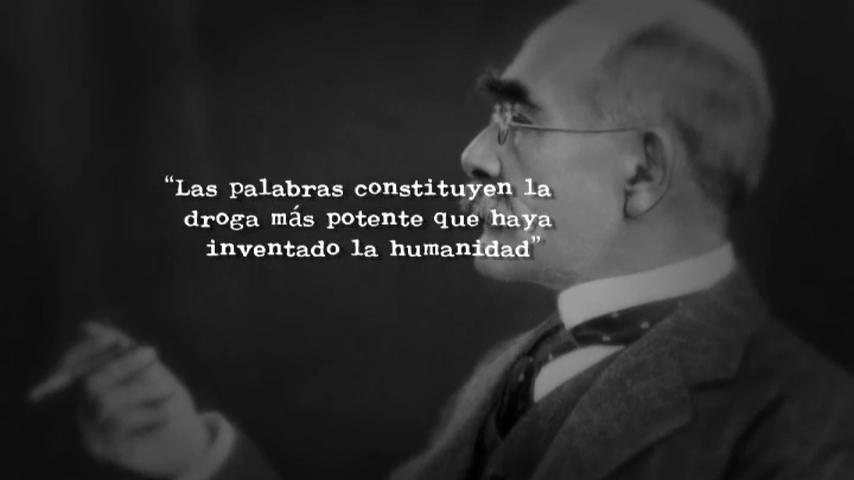 “Las palabras constituyen la
droga más potente que haya
inventado la humanidad”